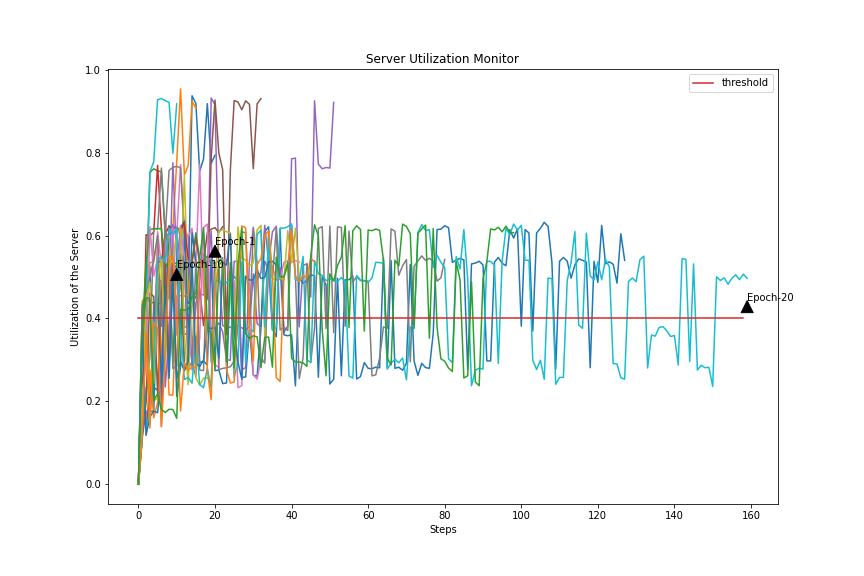 Server Utilization Monitor
threshold
1.0
0.8
0.6
0.4
0.2
0.0
Utilization of the Server
Epoch-1
Epoch-10
Epoch-20
0 20 40 60 80 100 120 140 160
Steps